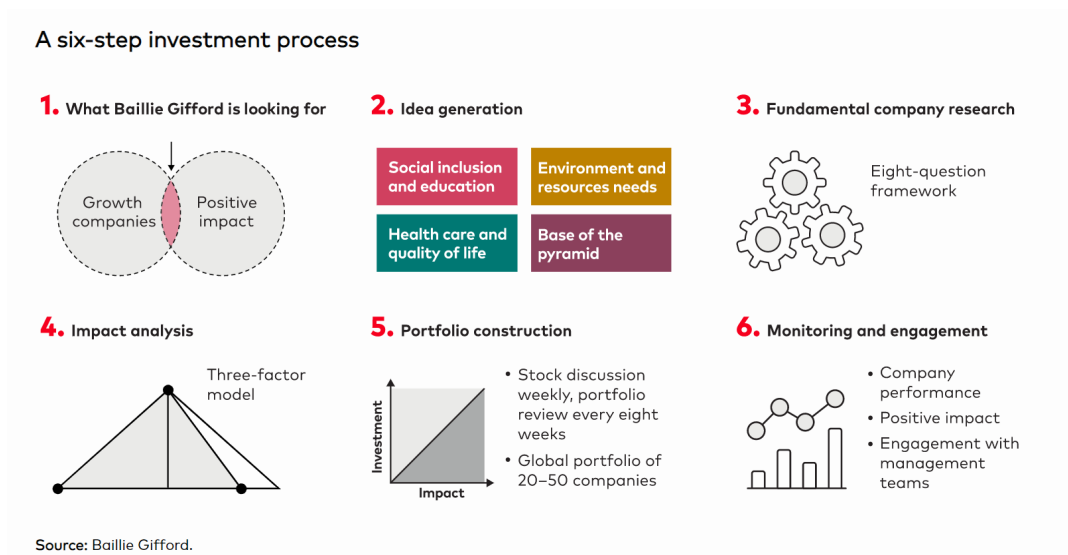 A six-step investment process
1. What Baillie Gifford is looking for
Growth
companies
Positive
impact
2. Idea generation
Social inclusion
and education
Environment and
resources needs
Health care and
quality of life
Base of the
pyramid
3. Fundamental company research
Eight-question
framework
4. Impact analysis
Three-factor
model
5. Portfolio construction
Investment
Impact
• Stock discussion
weekly, portfolio
review every eight
weeks
• Global portfolio of
20–50 companies
6. Monitoring and engagement
• Company
performance
• Positive impact
• Engagement with
management
teams
Source: Baillie Gifford.